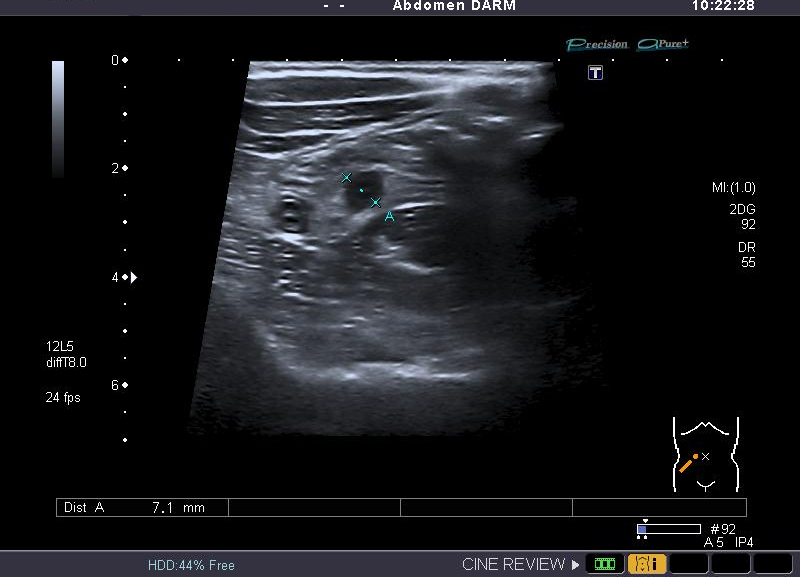 - - Abdomen DARM 10:22:28
Precision APure+
T
0
2
4
6
A
MI:(1.0)
2DG
92
DR
55
12L5
diffT8.0
24 fps
Dist A 7.1 mm
#92
A 5 IP4
HDD:44% Free
CINE REVIEW